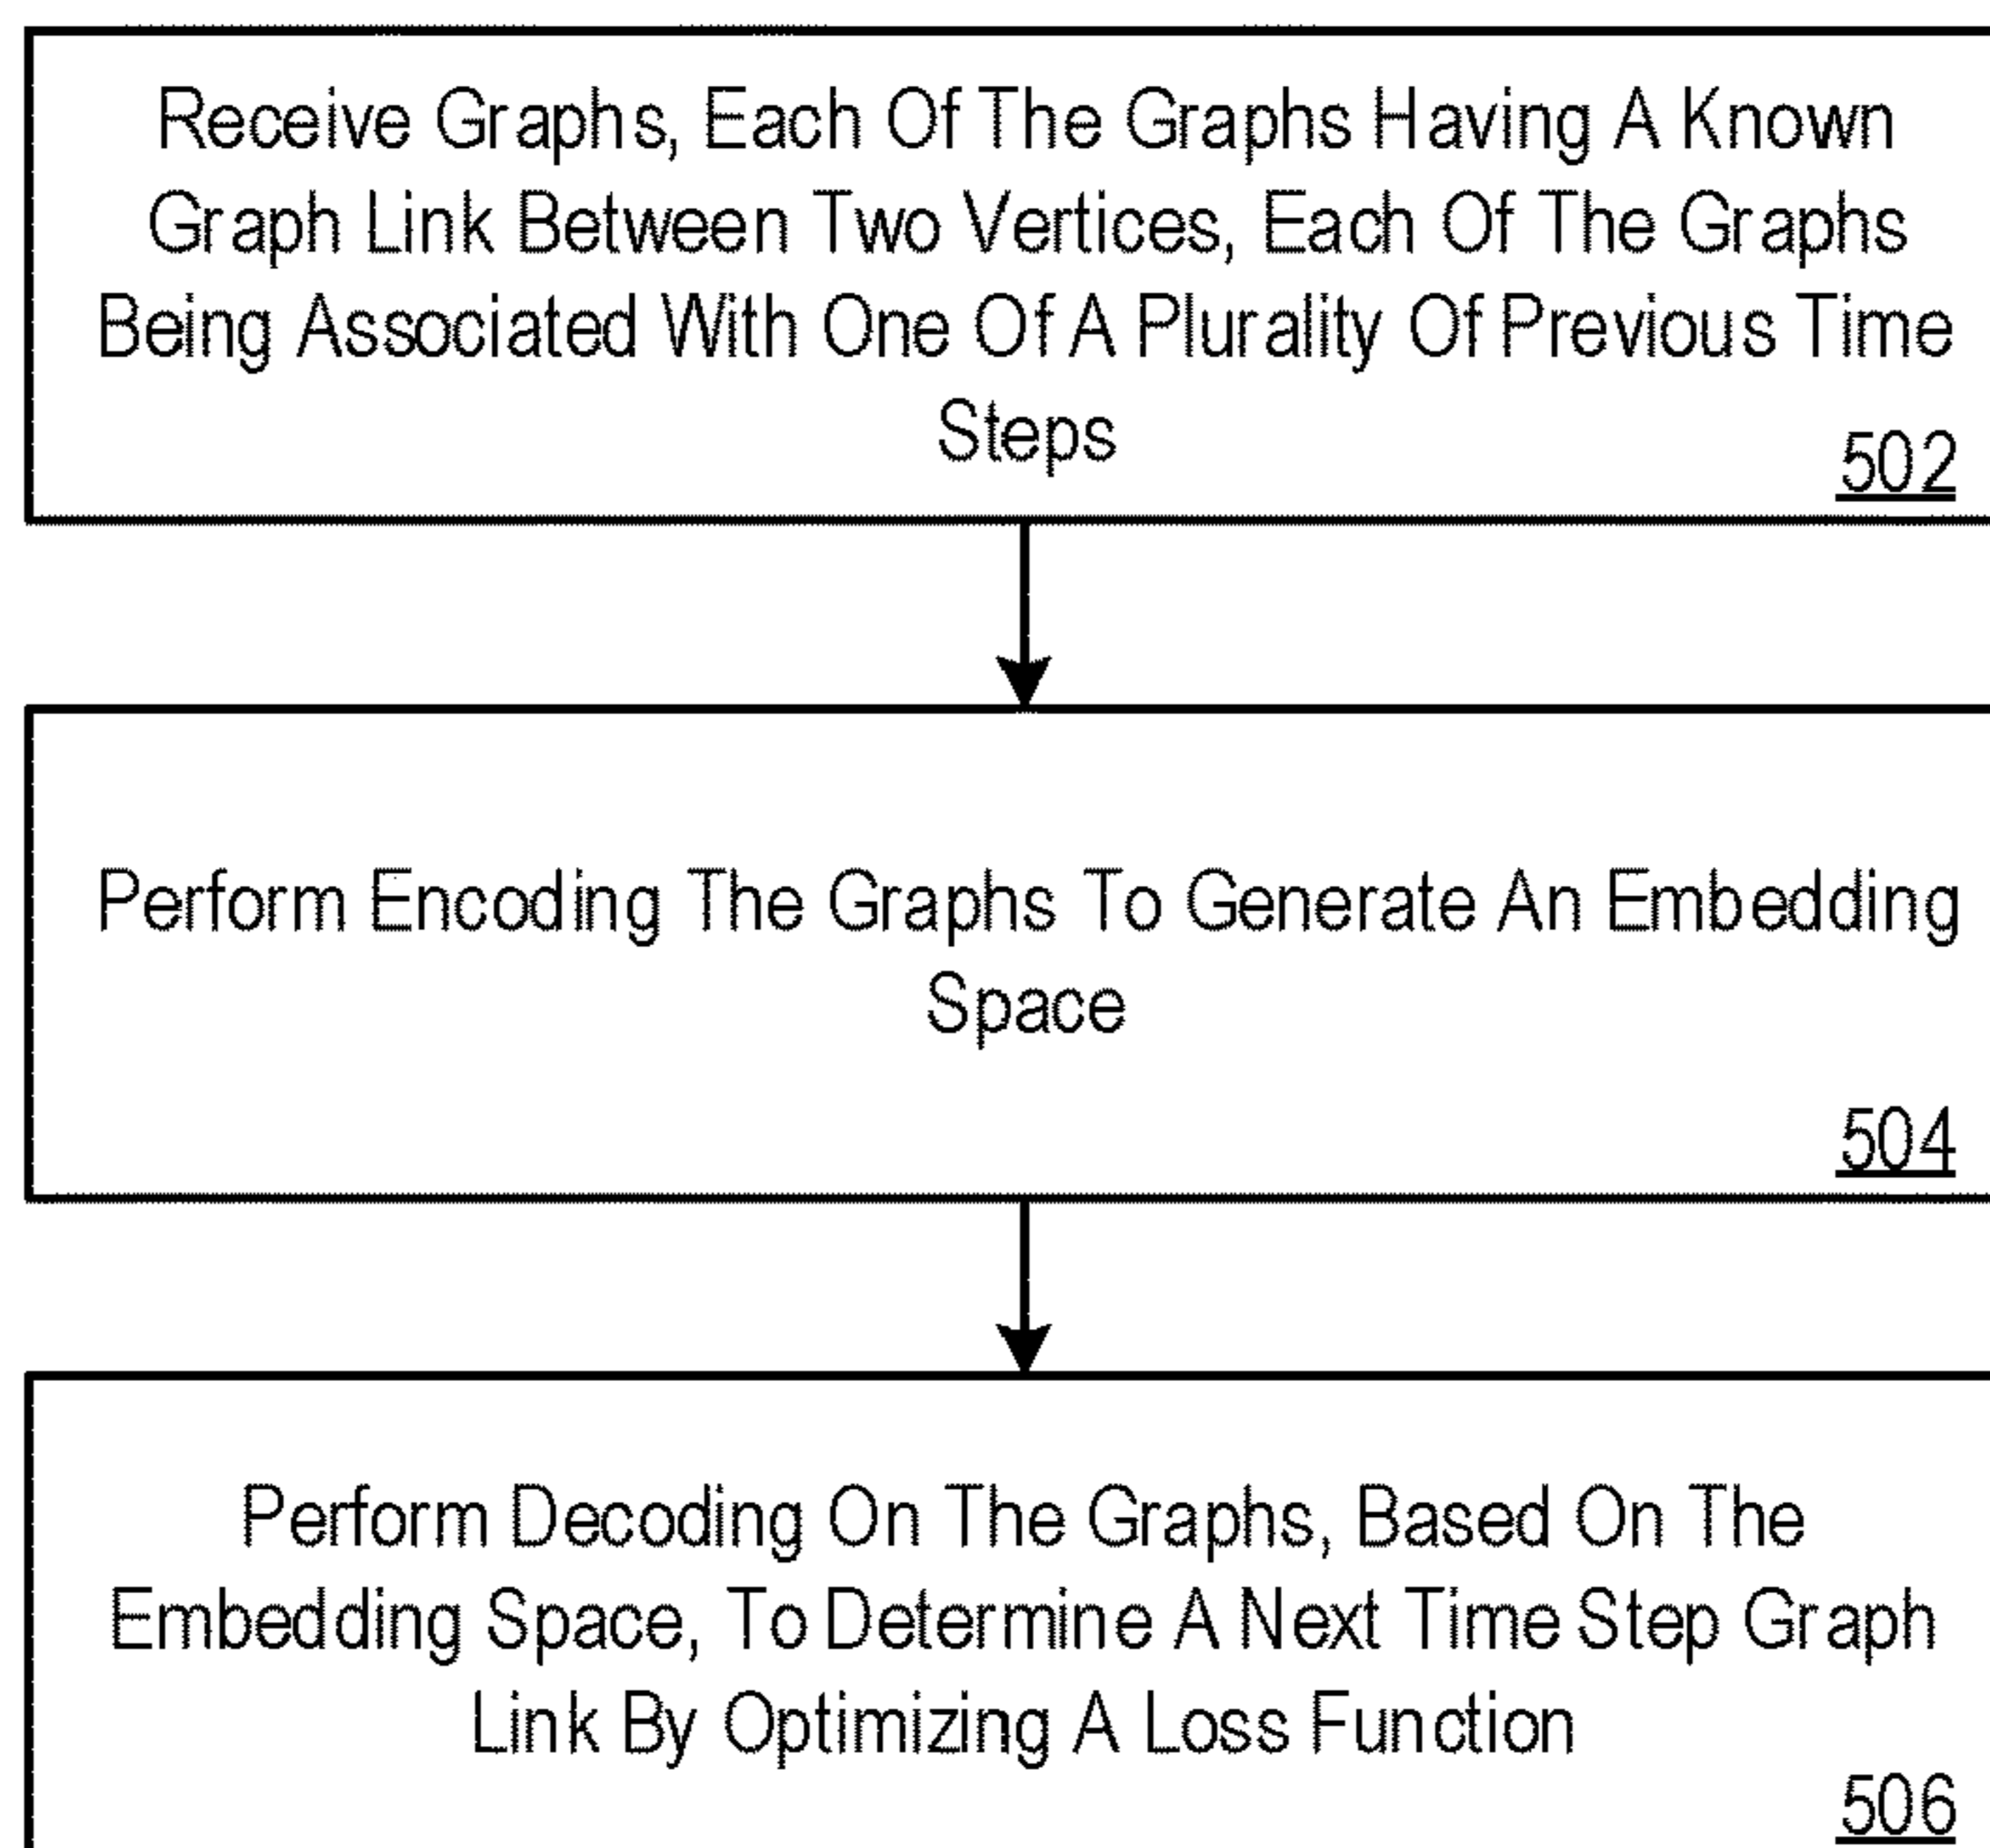 Receive Graphs, Each Of The Graphs Having A Known
Graph Link Between Two Vertices, Each Of The Graphs
Being Associated With One Of A Plurality Of Previous Time
Steps
502
Perform Encoding The Graphs To Generate An Embedding
Space
504
Perform Decoding On The Graphs, Based On The
Embedding Space, To Determine A Next Time Step Graph
Link By Optimizing A Loss Function
506